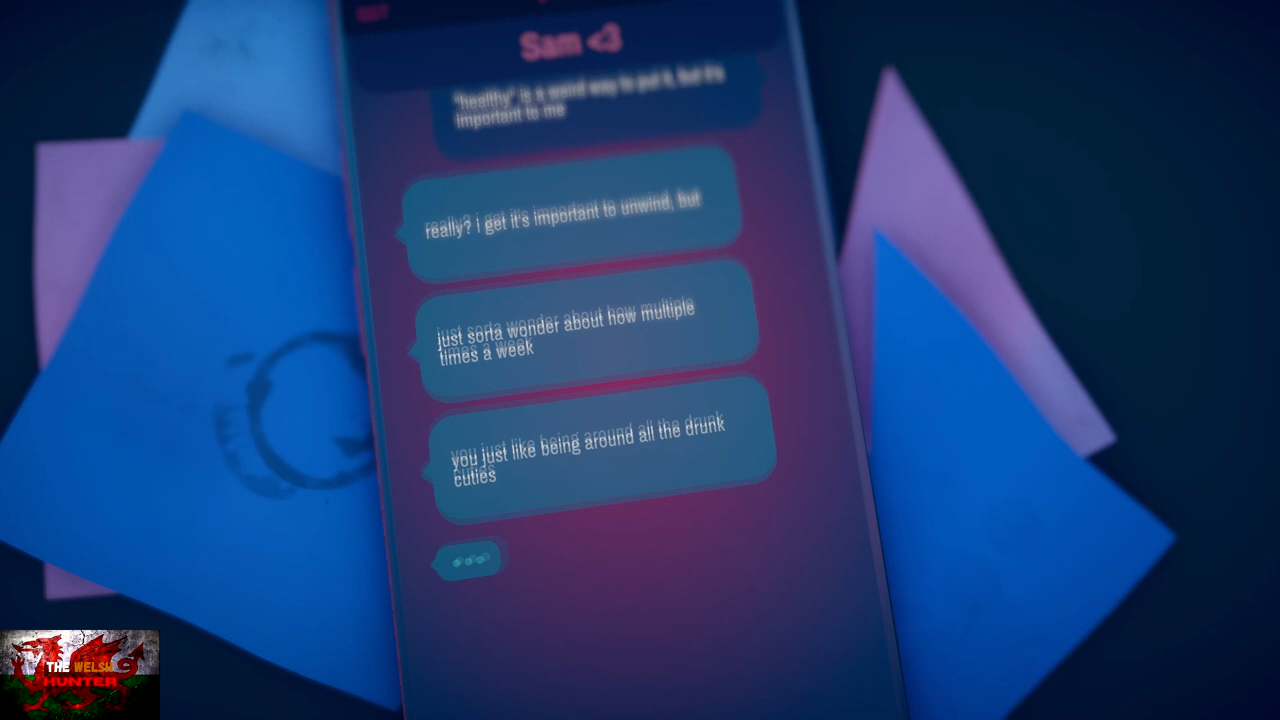 Sam <3
"healthy" is a weird way to put it, but it's
important to me
really? i get it's important to unwind, but
just sorta wonder about how multiple
times a week
you just like being around all the drunk
cuties
THE WELSH
HUNTER